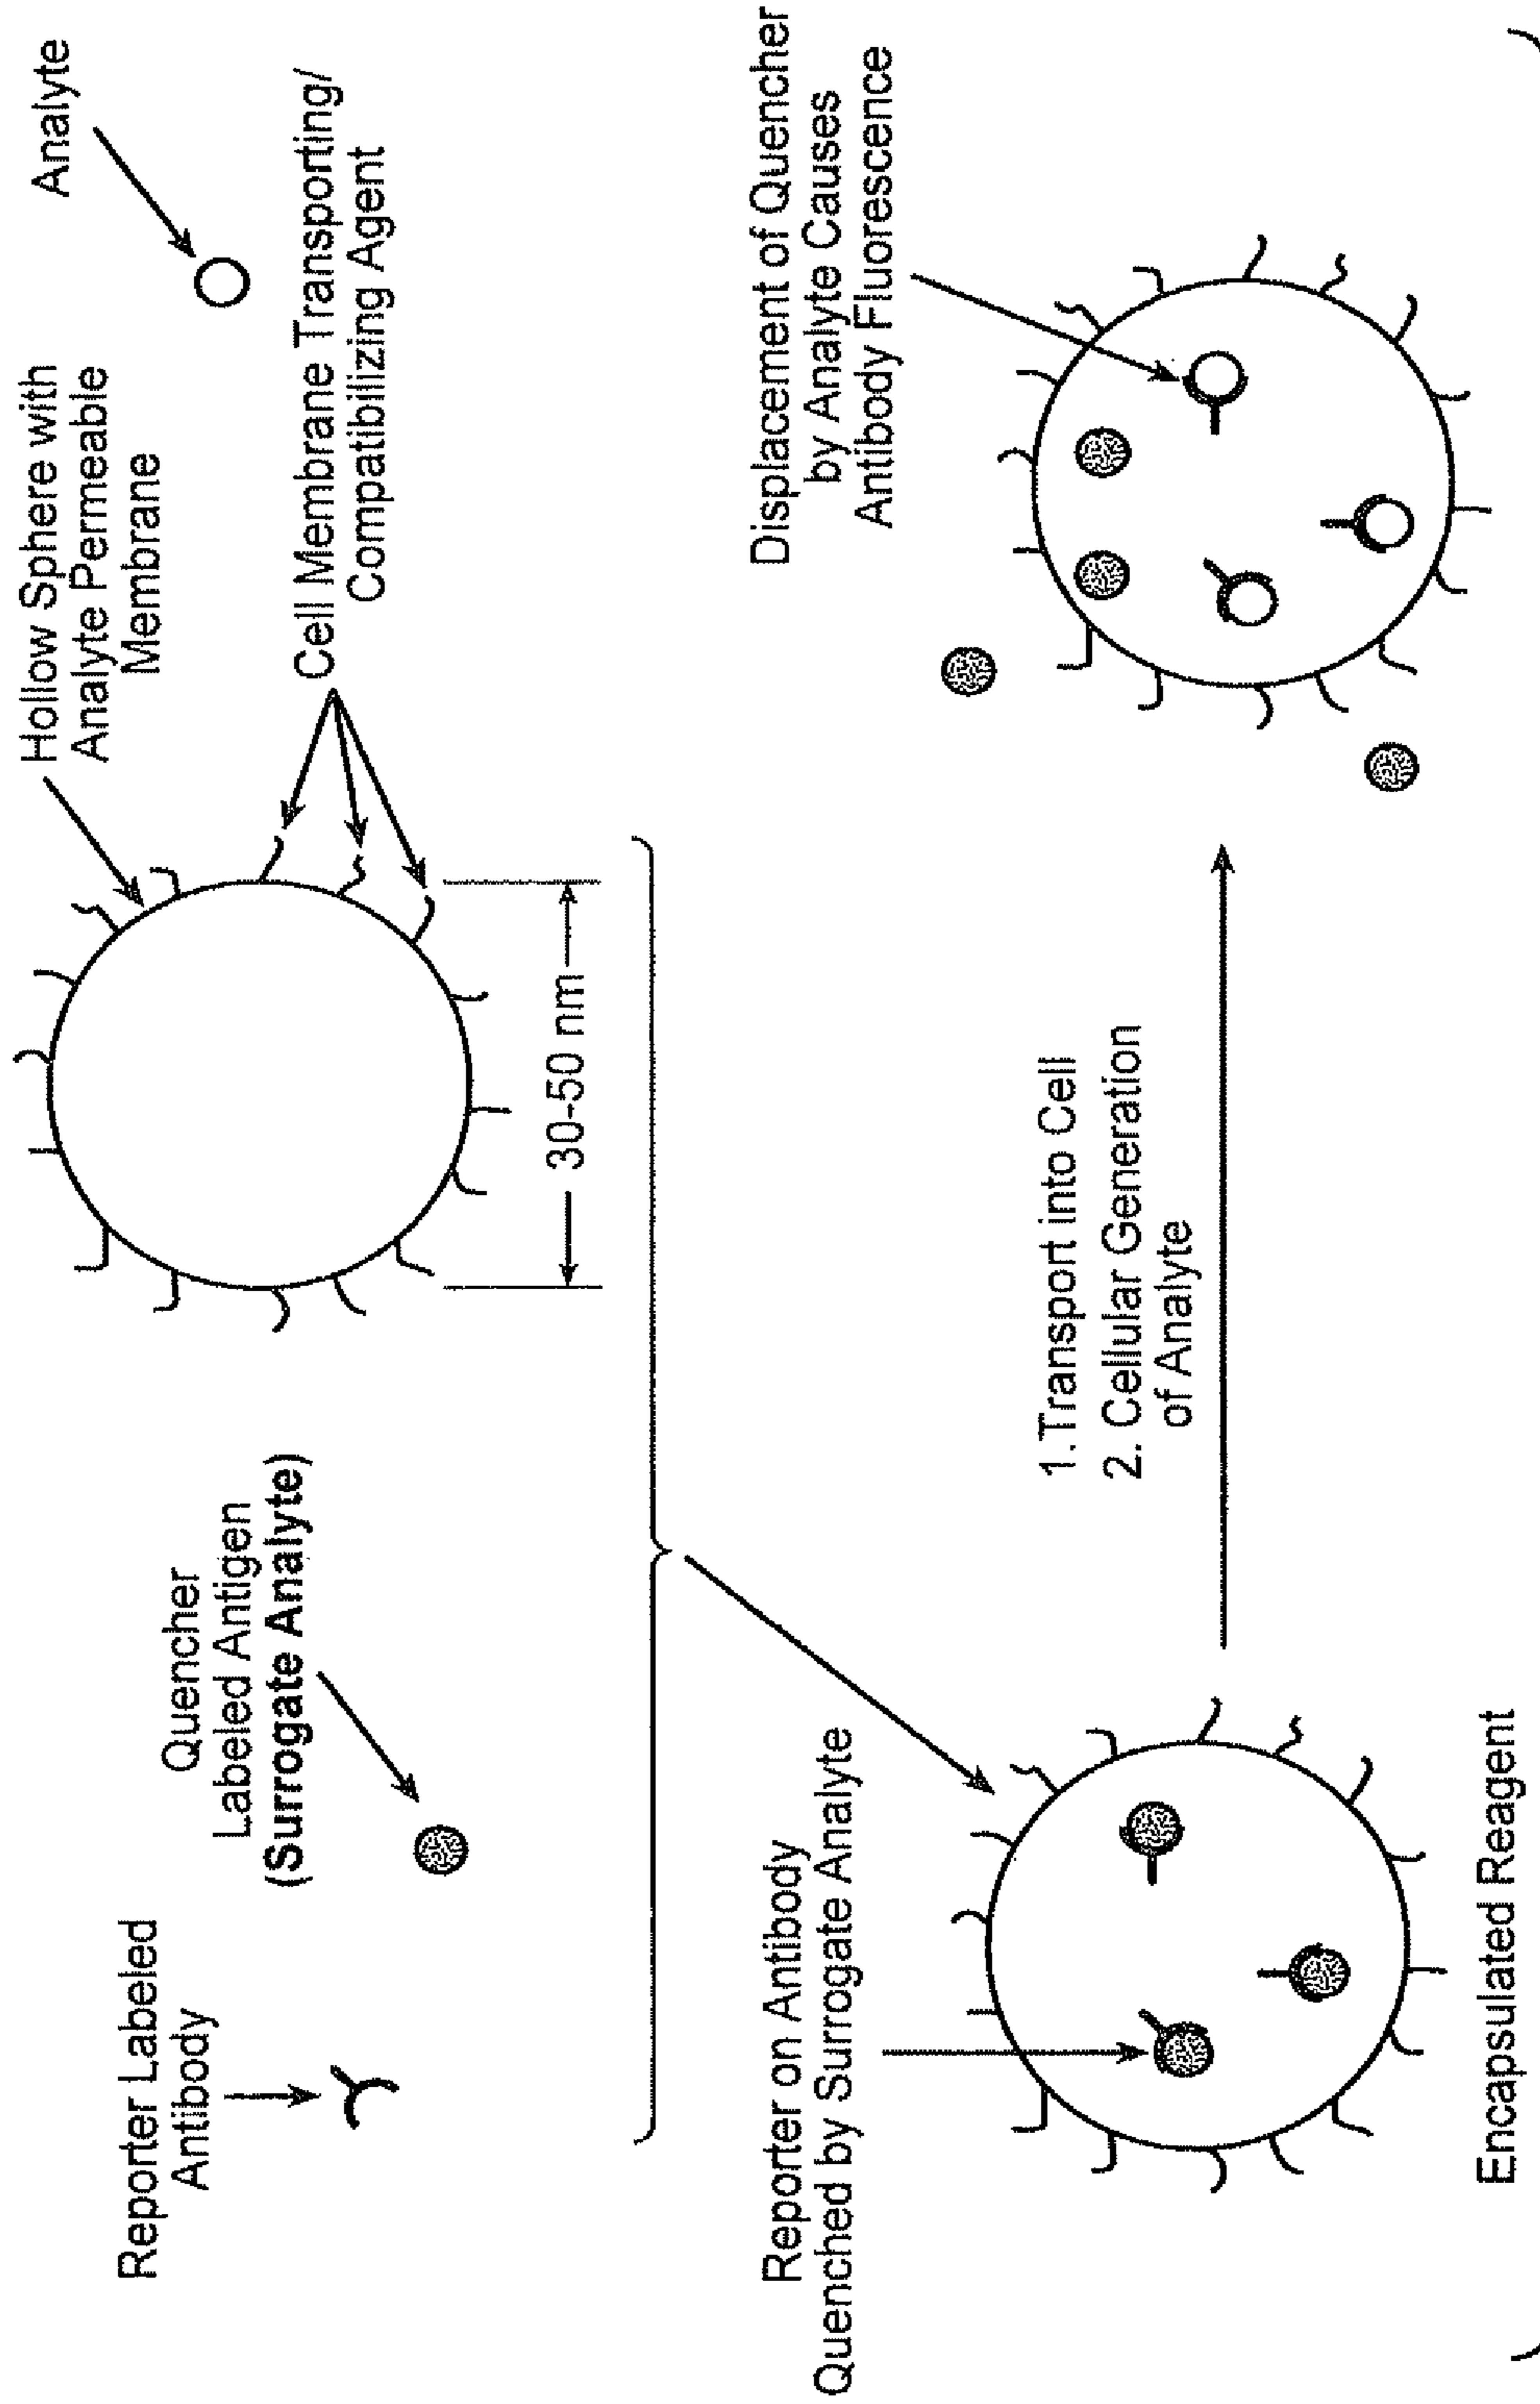 Reporter Labeled
Antibody
Quencher
Labeled Antigen
(Surrogate Analyte)
Hollow Sphere with
Analyte Permeable
Membrane
Analyte
Cell Membrane Transporting/
Compatibilizing Agent
30-50 nm
Reporter on Antibody
Quenched by Surrogate Analyte
Encapsulated Reagent
1.Transport into Cell
2. Cellular Generation
of Analyte
Displacement of Quencher
by Analyte Causes
Antibody Fluorescence